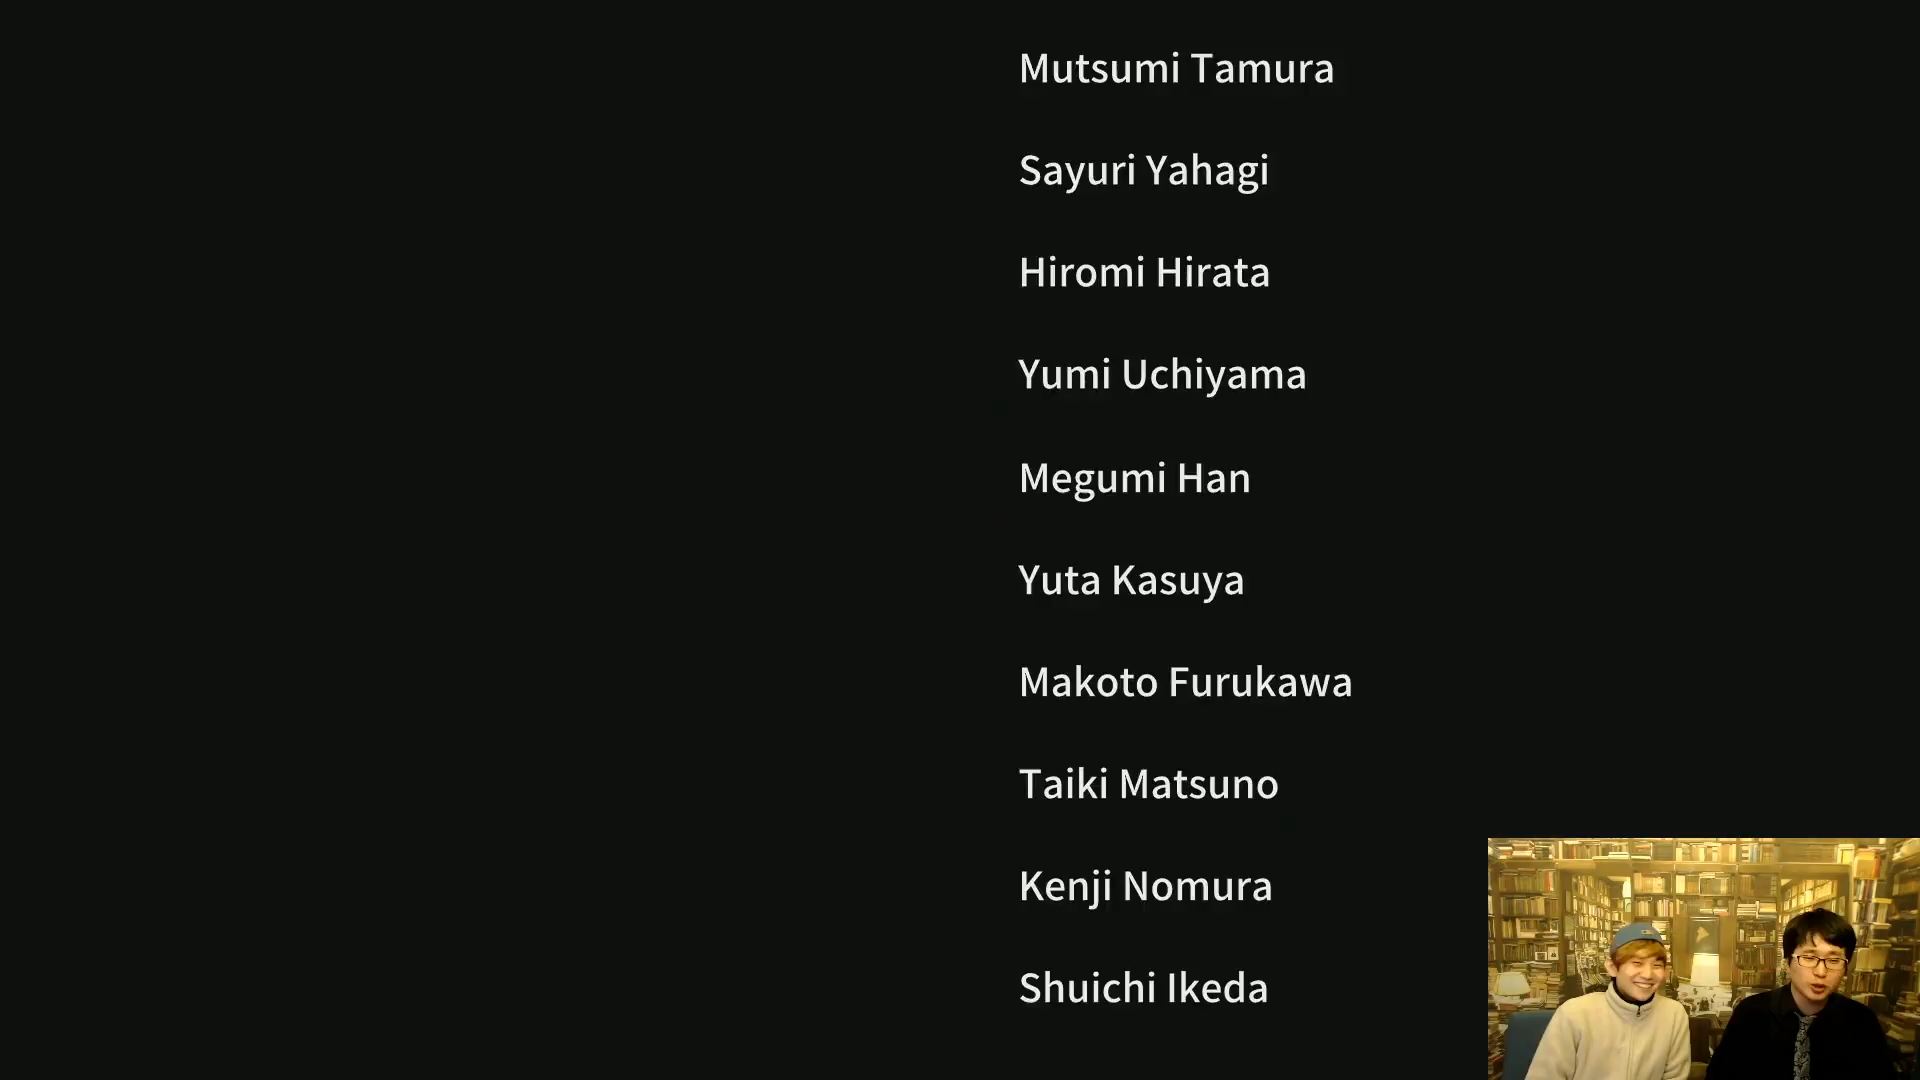 Mutsumi Tamura
Sayuri Yahagi
Hiromi Hirata
Yumi Uchiyama
Megumi Han
Yuta Kasuya
Makoto Furukawa
Taiki Matsuno
Kenji Nomura
Shuichi Ikeda